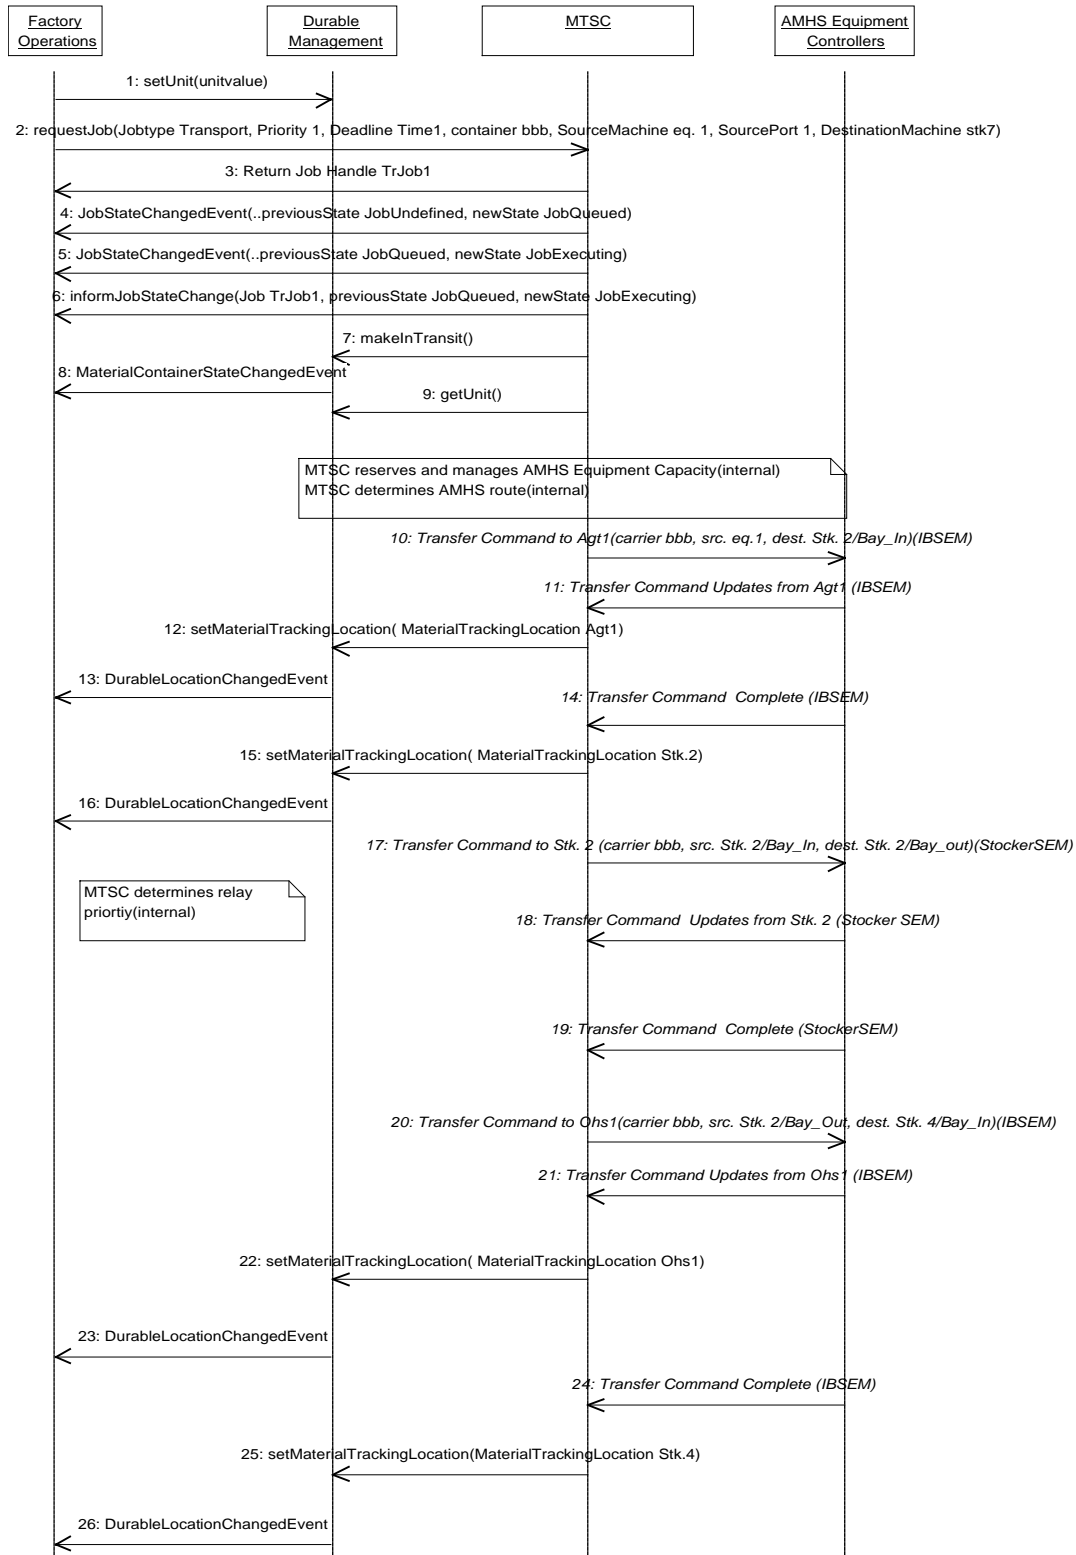 Factory
Operations
Durable
Management
MTSC
AMHS Equipment
Controllers
1: setUnit(unitvalue)
2: requestJob(Jobtype Transport, Priority 1, Deadline Time1, container bbb, SourceMachine eq. 1, SourcePort 1, DestinationMachine stk7)
3: Return Job Handle TrJob1
4: JobStateChangedEvent(..previousState JobUndefined, newState JobQueued)
5: JobStateChangedEvent(..previousState JobQueued, newState JobExecuting)
6: informJobStateChange(Job TrJob1, previousState JobQueued, newState JobExecuting)
7: makeInTransit()
8: MaterialContainerStateChangedEvent
9: getUnit()
MTSC reserves and manages AMHS Equipment Capacity(internal)
MTSC determines AMHS route(internal)
10: Transfer Command to Agt1(carrier bbb, src. eq.1, dest. Stk. 2/Bay_In)(IBSEM)
11: Transfer Command Updates from Agt1 (IBSEM)
12: setMaterialTrackingLocation( MaterialTrackingLocation Agt1)
13: DurableLocationChangedEvent
14: Transfer Command Complete (IBSEM)
15: setMaterialTrackingLocation( MaterialTrackingLocation Stk.2)
16: DurableLocationChangedEvent
17: Transfer Command to Stk. 2 (carrier bbb, src. Stk. 2/Bay_In, dest. Stk. 2/Bay_out)(StockerSEM)
MTSC determines relay
priortiy(internal)
18: Transfer Command Updates from Stk. 2 (Stocker SEM)
19: Transfer Command Complete (StockerSEM)
20: Transfer Command to Ohs1(carrier bbb, src. Stk. 2/Bay_Out, dest. Stk. 4/Bay_In)(IBSEM)
21: Transfer Command Updates from Ohs1 (IBSEM)
22: setMaterialTrackingLocation( MaterialTrackingLocation Ohs1)
23: DurableLocationChangedEvent
24: Transfer Command Complete (IBSEM)
25: setMaterialTrackingLocation(MaterialTrackingLocation Stk.4)
26: DurableLocationChangedEvent